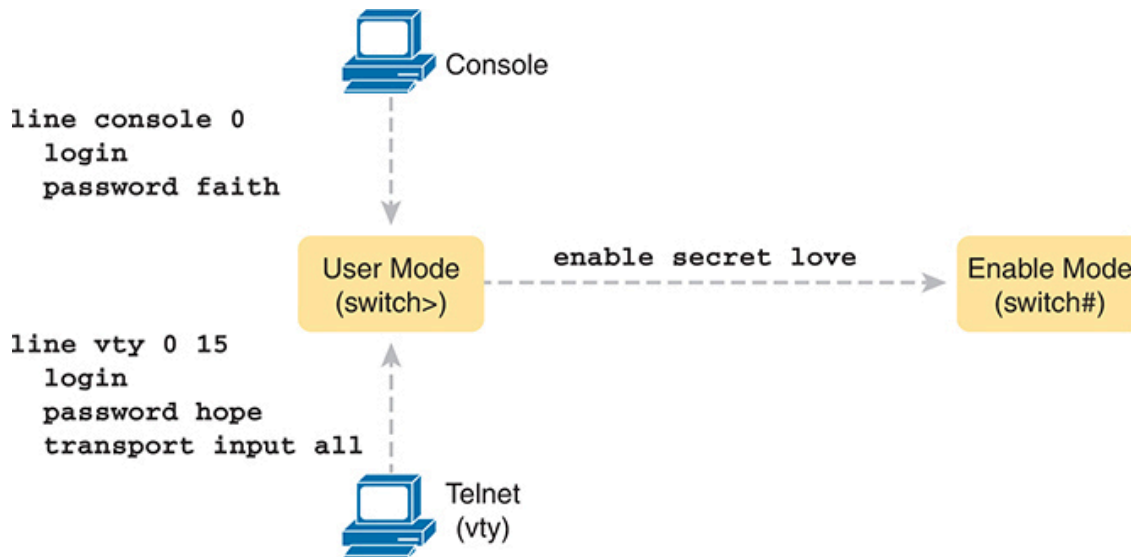 Console
line console 0
login
password faith
User Mode
(switch>)
enable secret love
Enable Mode
(switch#)
line vty 0 15
login
password hope
transport input all
Telnet
(vty)